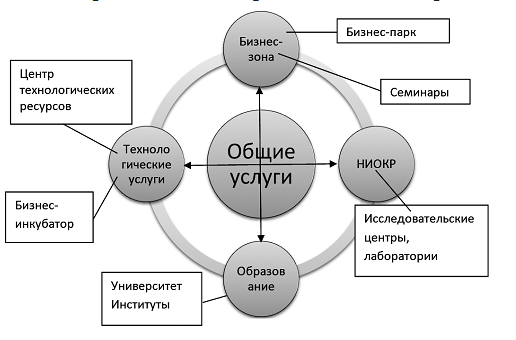 Бизнес-
зона
Бизнес-парк
Семинары
Центр
технологических
ресурсов
Техноло
гические
услуги
Общие
услуги
НИОКР
Бизнес-
инкубатор
Исследовательские
центры,
лаборатории
Образов
ание
Университет
Институты